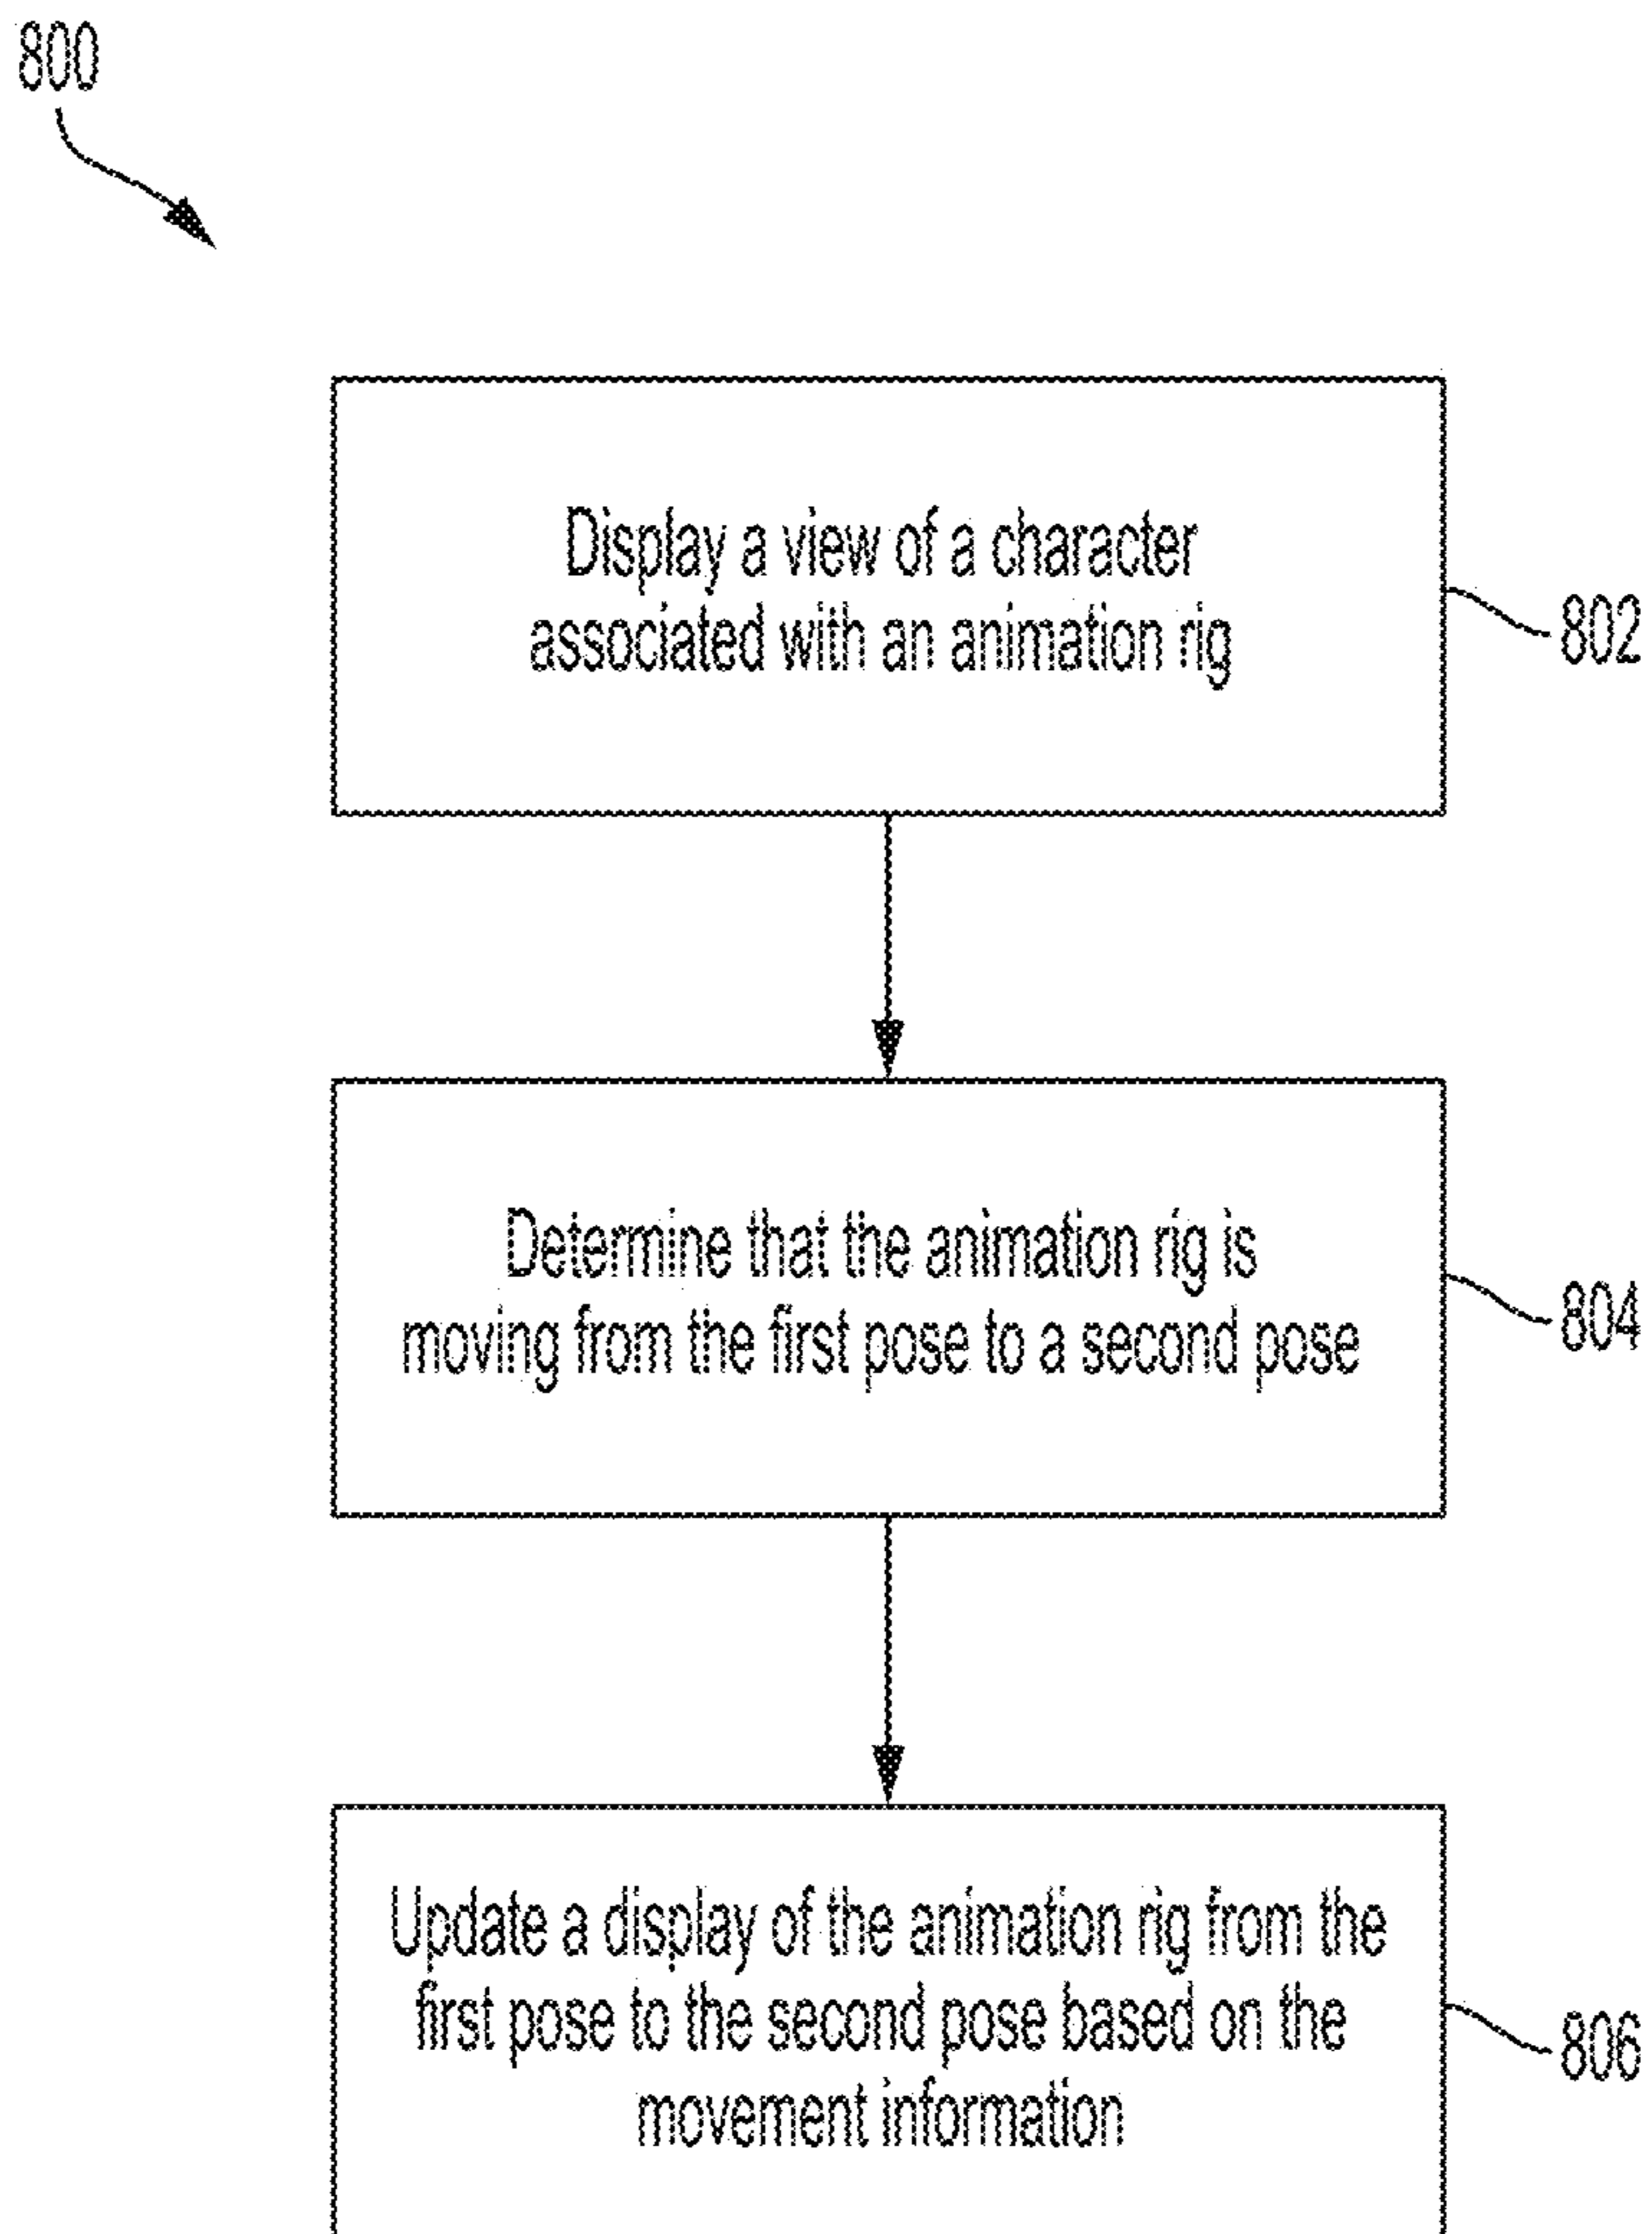 800
Display a view of a character
associated with an animation rig
802
Determine that the animation rig is
moving from the first pose to a second pose
804
Update a display of the animation rig from the
first pose to the second pose based on the
movement information
806